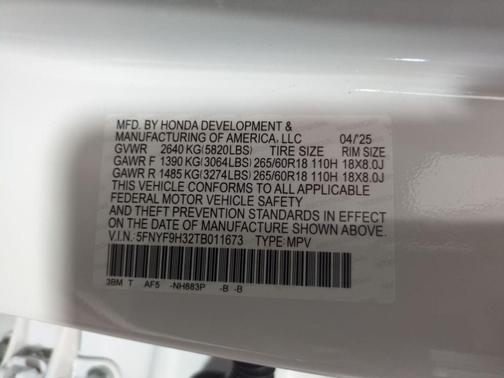 MFD. BY HONDA DEVELOPMENT &
MANUFACTURING OF AMERICA, LLC 04/'25
GVWR 2640 KG(5820LBS) TIRE SIZE RIM SIZE
GAWR F 1390 KG(3064LBS) 265/60R18 110H 18X8.0J
GAWR R 1485 KG(3274LBS) 265/60R18 110H 18X8.0J
THIS VEHICLE CONFORMS TO ALL APPLICABLE
FEDERAL MOTOR VEHICLE SAFETY
AND THEFT PREVENTION STANDARDS IN EFFECT
ON THE DATE OF MANUFACTURE SHOWN ABOVE.
V.I.N.: 5FNYF9H32TB011673 TYPE: MPV
3BM T AF5 -NH883P -B -B